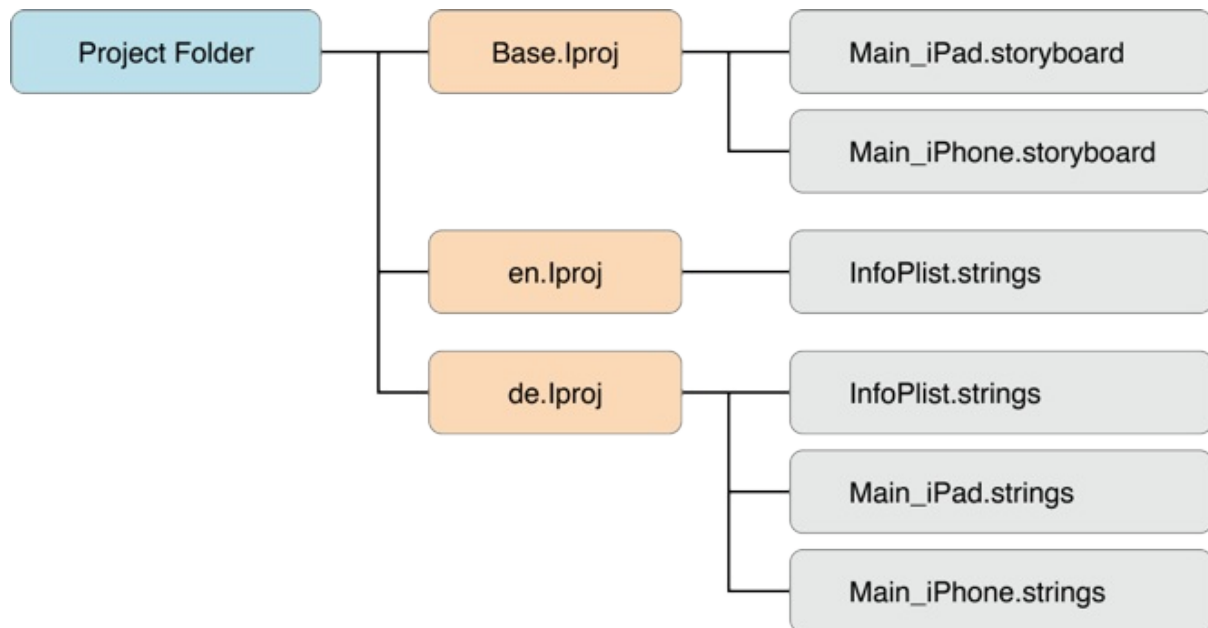 Project Folder
Base.lproj
Main_iPad.storyboard
Main_iPhone.storyboard
en.lproj
InfoPlist.strings
de.lproj
InfoPlist.strings
Main_iPad.strings
Main_iPhone.strings